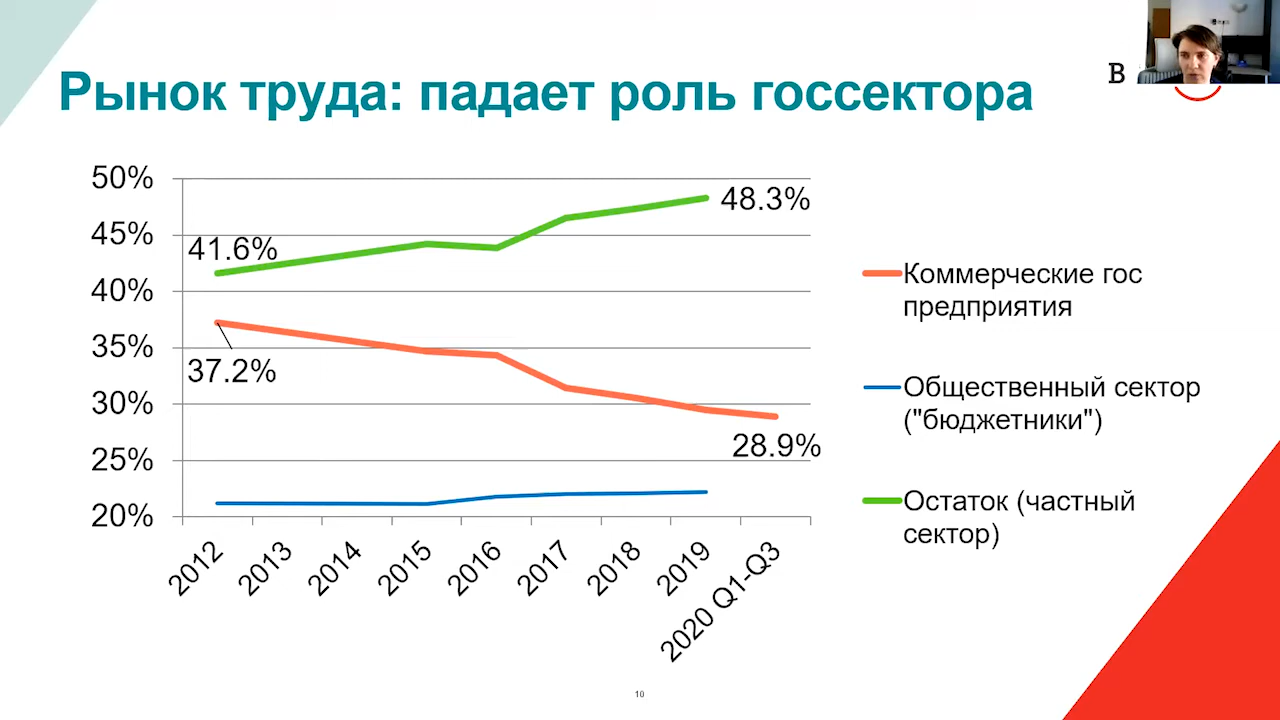 В
Рынок труда: падает роль госсектора
50%
45%
40%
35%
30%
25%
20%
41.6%
48.3%
37.2%
28.9%
2012
2013
2014
2015
2016
2017
2018
2019
2020 Q1-Q3
Коммерческие гос
предприятия
Общественный сектор
("бюджетники")
Остаток (частный
сектор)
10